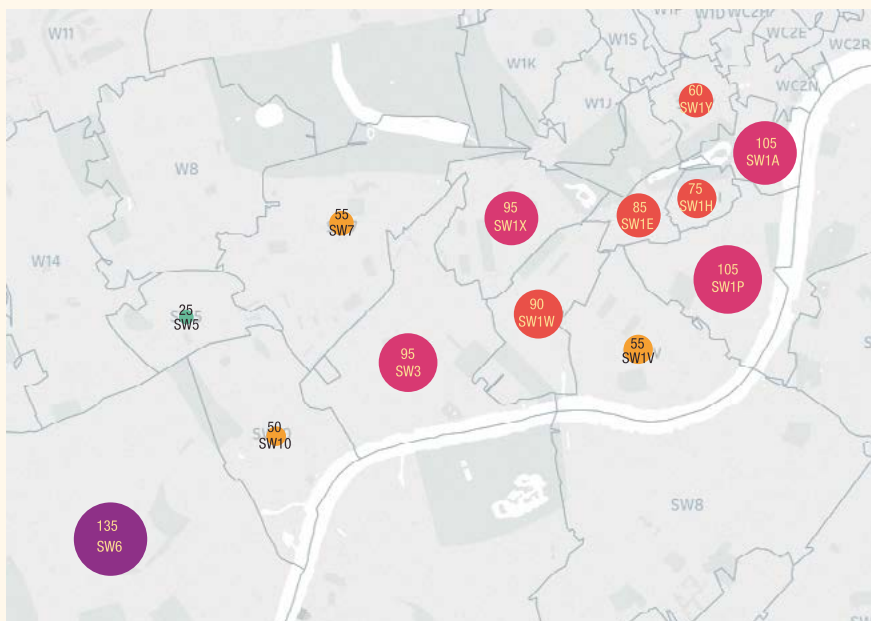 W11
W1F
W1D
WC2H
W1S
WC2E
WC2R
W1K
WC2N
W1J
60
SW1Y
105
SW1A
W8
75
SW1H
95
SW1X
85
SW1E
55
SW7
W14
105
SW1P
25
SW5
90
SW1W
55
SW1V
95
SW3
50
SW10
SW8
135
SW6